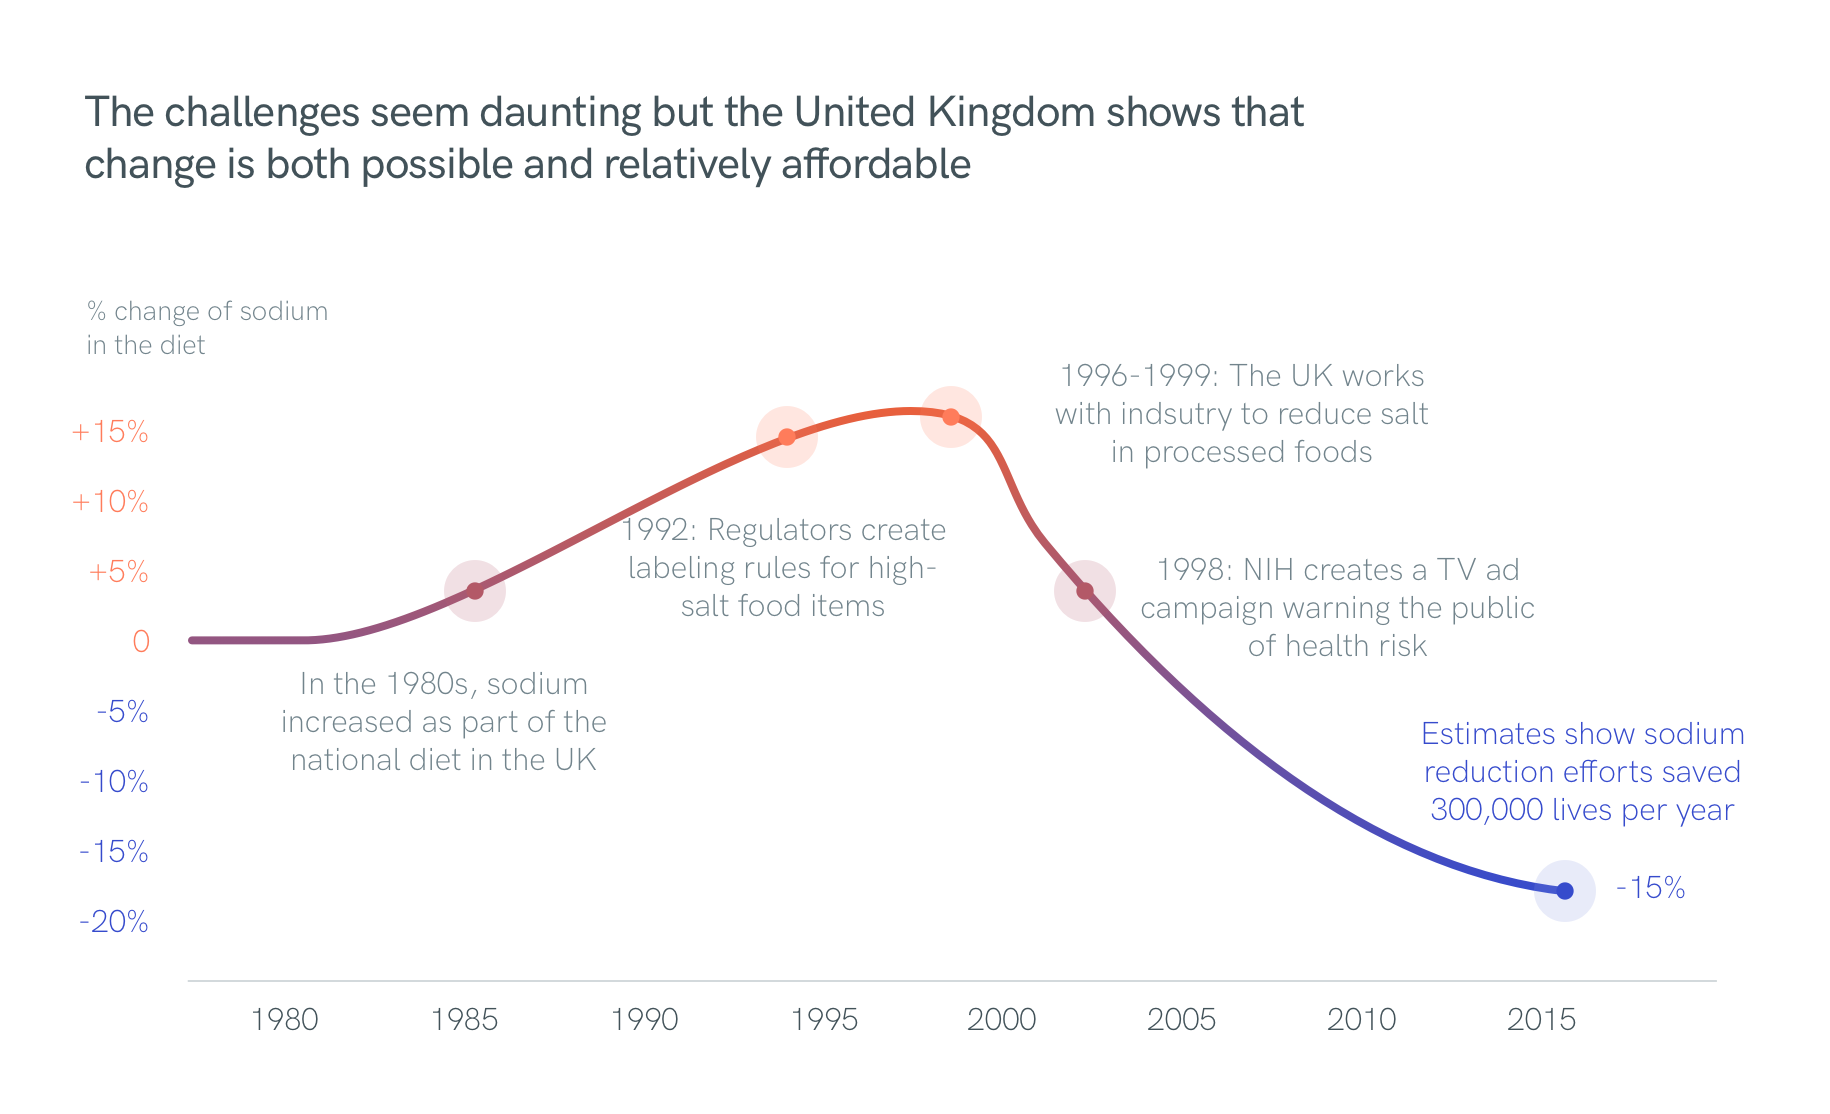 The challenges seem daunting but the United Kingdom shows that
change is both possible and relatively affordable
% change of sodium
in the diet
+15%
+10%
+5%
0
-5%
-10%
-15%
-20%
In the 1980s, sodium
increased as part of the
national diet in the UK
1992: Regulators create
labeling rules for high-
salt food items
1996-1999: The UK works
with indsutry to reduce salt
in processed foods
1998: NIH creates a TV ad
campaign warning the public
of health risk
Estimates show sodium
reduction efforts saved
300,000 lives per year
-15%
1980
1985
1990
1995
2000
2005
2010
2015